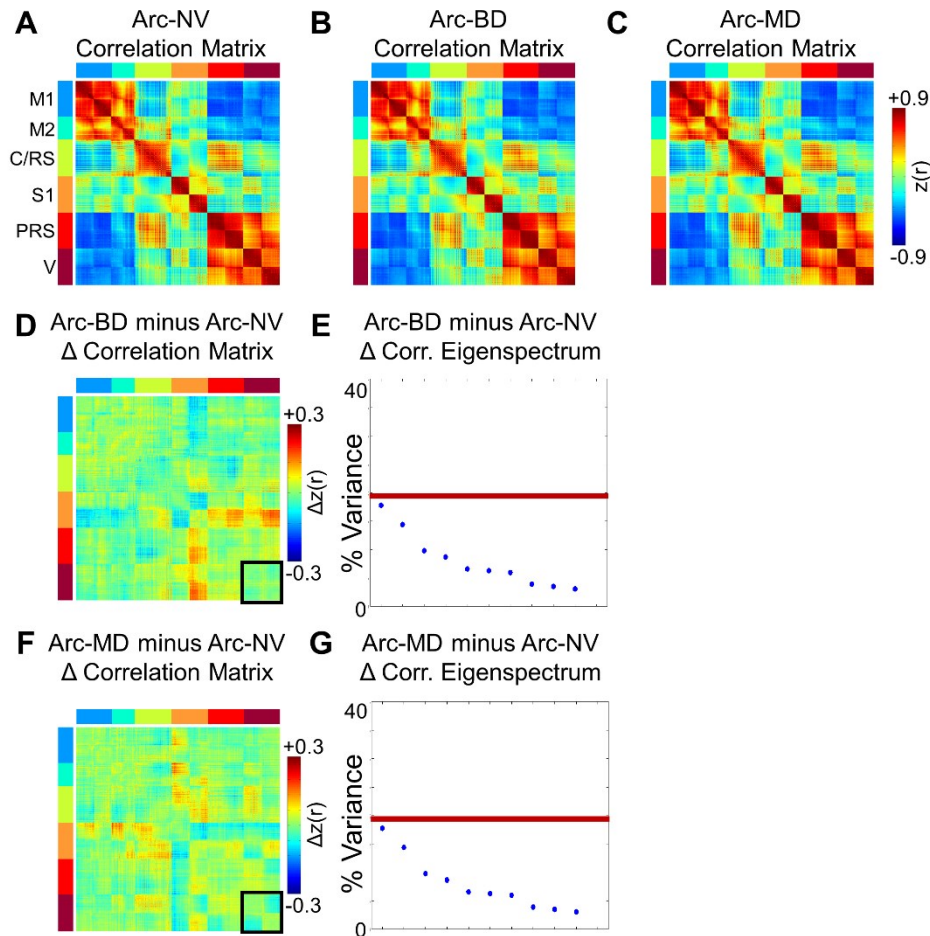 A
Arc-NV
Correlation Matrix
B
Arc-BD
Correlation Matrix
C
Arc-MD
Correlation Matrix
M1
M2
C/RS
S1
PRS
V
+0.9
z(r)
-0.9
D
Arc-BD minus Arc-NV
Δ Correlation Matrix
+0.3
Δz(r)
-0.3
E
Arc-BD minus Arc-NV
Δ Corr. Eigenspectrum
40
% Variance
0
F
Arc-MD minus Arc-NV
Δ Correlation Matrix
+0.3
Δz(r)
-0.3
G
Arc-MD minus Arc-NV
Δ Corr. Eigenspectrum
40
% Variance
0